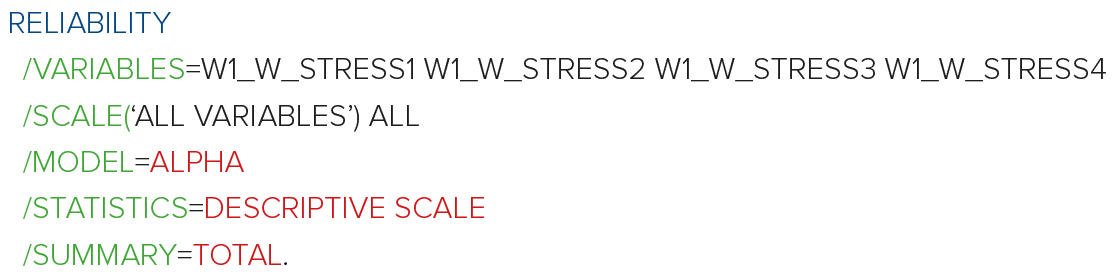 RELIABILITY
/VARIABLES=W1_W_STRESS1 W1_W_STRESS2 W1_W_STRESS3 W1_W_STRESS4
/SCALE(‘ALL VARIABLES’) ALL
/MODEL=ALPHA
/STATISTICS=DESCRIPTIVE SCALE
/SUMMARY=TOTAL.